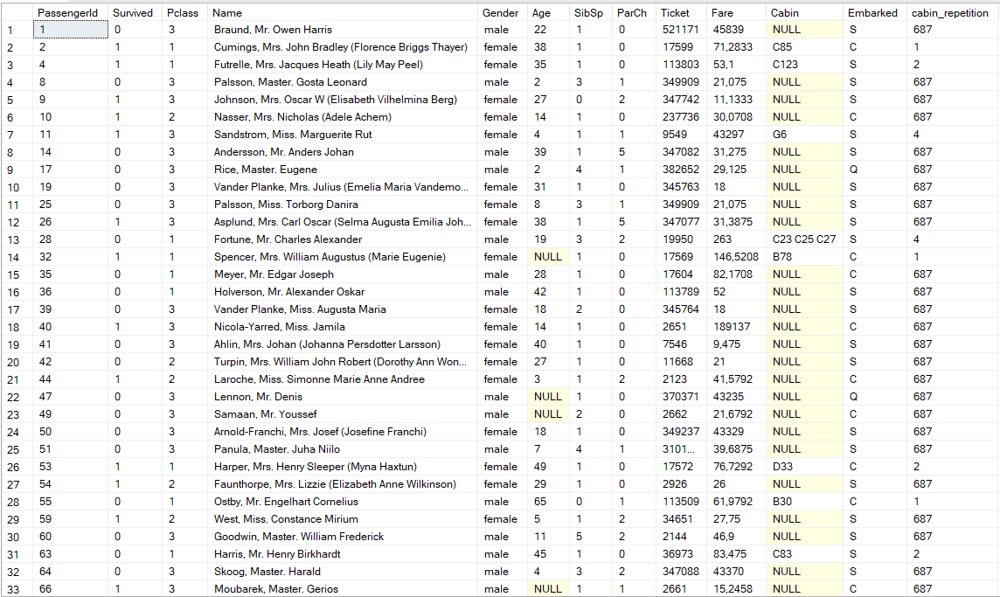 PassengerId Survived Pclass Name Gender Age SibSp ParCh Ticket Fare Cabin Embarked cabin_repetition
1 1 0 3 Braund, Mr. Owen Harris male 22 1 0 521171 45839 NULL S 687
2 2 1 1 Cumings, Mrs. John Bradley (Florence Briggs Thayer) female 38 1 0 17599 71,2833 C85 C 1
3 4 1 1 Futrelle, Mrs. Jacques Heath (Lily May Peel) female 35 1 0 113803 53,1 C123 S 2
4 8 0 3 Palsson, Master. Gosta Leonard male 2 3 1 349909 21,075 NULL S 687
5 9 1 3 Johnson, Mrs. Oscar W (Elisabeth Vilhelmina Berg) female 27 0 2 347742 11,1333 NULL S 687
6 10 1 2 Nasser, Mrs. Nicholas (Adele Achem) female 14 1 0 237736 30,0708 NULL C 687
7 11 1 3 Sandstrom, Miss. Marguerite Rut female 4 1 1 9549 43297 G6 S 4
8 14 0 3 Andersson, Mr. Anders Johan male 39 1 5 347082 31,275 NULL S 687
9 17 0 3 Rice, Master. Eugene male 2 4 1 382652 29,125 NULL Q 687
10 19 0 3 Vander Planke, Mrs. Julius (Emelia Maria Vandemo... female 31 1 0 345763 18 NULL S 687
11 25 0 3 Palsson, Miss. Torborg Danira female 8 3 1 349909 21,075 NULL S 687
12 26 1 3 Asplund, Mrs. Carl Oscar (Selma Augusta Emilia Joh... female 38 1 5 347077 31,3875 NULL S 687
13 28 0 1 Fortune, Mr. Charles Alexander male 19 3 2 19950 263 C23 C25 C27 S 4
14 32 1 1 Spencer, Mrs. William Augustus (Marie Eugenie) female NULL 1 0 17569 146,5208 B78 C 1
15 35 0 1 Meyer, Mr. Edgar Joseph male 28 1 0 17604 82,1708 NULL C 687
16 36 0 1 Holverson, Mr. Alexander Oskar male 42 1 0 113789 52 NULL S 687
17 39 0 3 Vander Planke, Miss. Augusta Maria female 18 2 0 345764 18 NULL S 687
18 40 1 3 Nicola-Yarred, Miss. Jamila female 14 1 0 2651 189137 NULL C 687
19 41 0 3 Ahlin, Mrs. Johan (Johanna Persdotter Larsson) female 40 1 0 7546 9,475 NULL S 687
20 42 0 2 Turpin, Mrs. William John Robert (Dorothy Ann Won... female 27 1 0 11668 21 NULL S 687
21 44 1 2 Laroche, Miss. Simonne Marie Anne Andree female 3 1 2 2123 41,5792 NULL C 687
22 47 0 3 Lennon, Mr. Denis male NULL 1 0 370371 43235 NULL Q 687
23 49 0 3 Samaan, Mr. Youssef male NULL 2 0 2662 21,6792 NULL C 687
24 50 0 3 Arnold-Franchi, Mrs. Josef (Josefine Franchi) female 18 1 0 349237 43329 NULL S 687
25 51 0 3 Panula, Master. Juha Niilo male 7 4 1 3101... 39,6875 NULL S 687
26 53 1 1 Harper, Mrs. Henry Sleeper (Myna Haxtun) female 49 1 0 17572 76,7292 D33 C 2
27 54 1 2 Faunthorpe, Mrs. Lizzie (Elizabeth Anne Wilkinson) female 29 1 0 2926 26 NULL S 687
28 55 0 1 Ostby, Mr. Engelhart Cornelius male 65 0 1 113509 61,9792 B30 C 1
29 59 1 2 West, Miss. Constance Mirium female 5 1 2 34651 27,75 NULL S 687
30 60 0 3 Goodwin, Master. William Frederick male 11 5 2 2144 46,9 NULL S 687
31 63 0 1 Harris, Mr. Henry Birkhardt male 45 1 0 36973 83,475 C83 S 2
32 64 0 3 Skoog, Master. Harald male 4 3 2 347088 43370 NULL S 687
33 66 1 3 Moubarek, Master. Gerios male NULL 1 1 2661 15,2458 NULL C 687